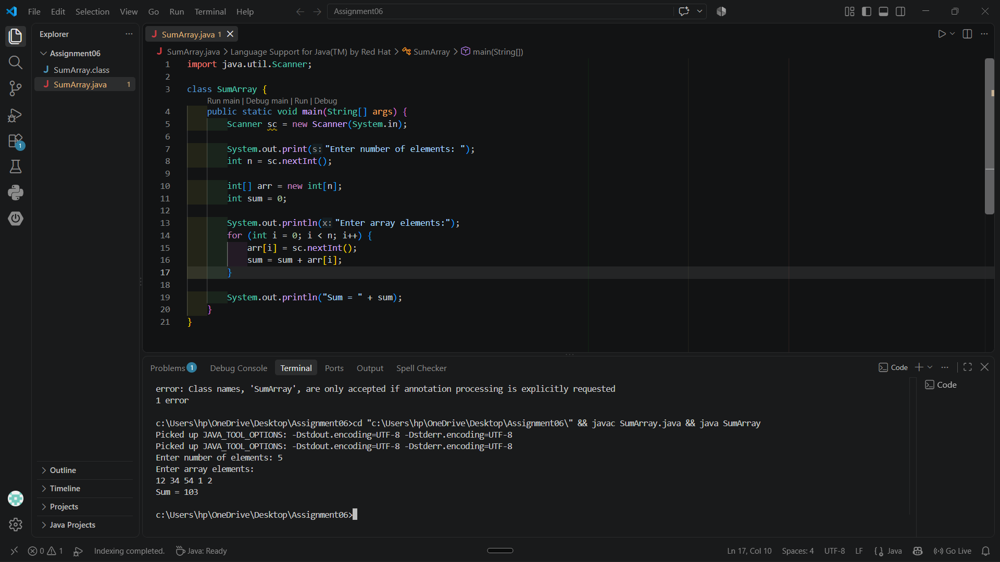 File Edit Selection View Go Run Terminal Help
Assignment06
Explorer
Assignment06
SumArray.class
SumArray.java 1
Outline
Timeline
Projects
Java Projects
SumArray.java 1
SumArray.java > Language Support for Java(TM) by Red Hat > SumArray > main(String[])
1 import java.util.Scanner;
2
3 class SumArray {
Run main | Debug main | Run | Debug
4 public static void main(String[] args) {
5 Scanner sc = new Scanner(System.in);
6
7 System.out.print(s: "Enter number of elements: ");
8 int n = sc.nextInt();
9
10 int[] arr = new int[n];
11 int sum = 0;
12
13 System.out.println(x: "Enter array elements:");
14 for (int i = 0; i < n; i++) {
15 arr[i] = sc.nextInt();
16 sum = sum + arr[i];
17 }
18
19 System.out.println("Sum = " + sum);
20 }
21 }
Problems 1 Debug Console Terminal Ports Output Spell Checker
Code
Code
error: Class names, 'SumArray', are only accepted if annotation processing is explicitly requested
1 error
c:\Users\hp\OneDrive\Desktop\Assignment06>cd "c:\Users\hp\OneDrive\Desktop\Assignment06\" && javac SumArray.java && java SumArray
Picked up JAVA_TOOL_OPTIONS: -Dstdout.encoding=UTF-8 -Dstderr.encoding=UTF-8
Picked up JAVA_TOOL_OPTIONS: -Dstdout.encoding=UTF-8 -Dstderr.encoding=UTF-8
Enter number of elements: 5
Enter array elements:
12 34 54 1 2
Sum = 103
c:\Users\hp\OneDrive\Desktop\Assignment06>
1
0 1 Indexing completed. Java: Ready
Ln 17, Col 10 Spaces: 4 UTF-8 LF Java Go Live